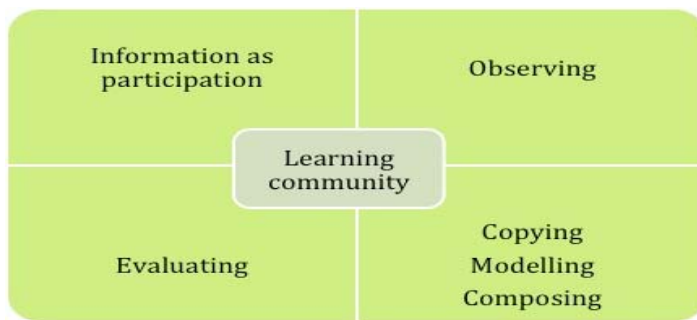 Information as
participation
Observing
Learning
community
Evaluating
Copying
Modelling
Composing